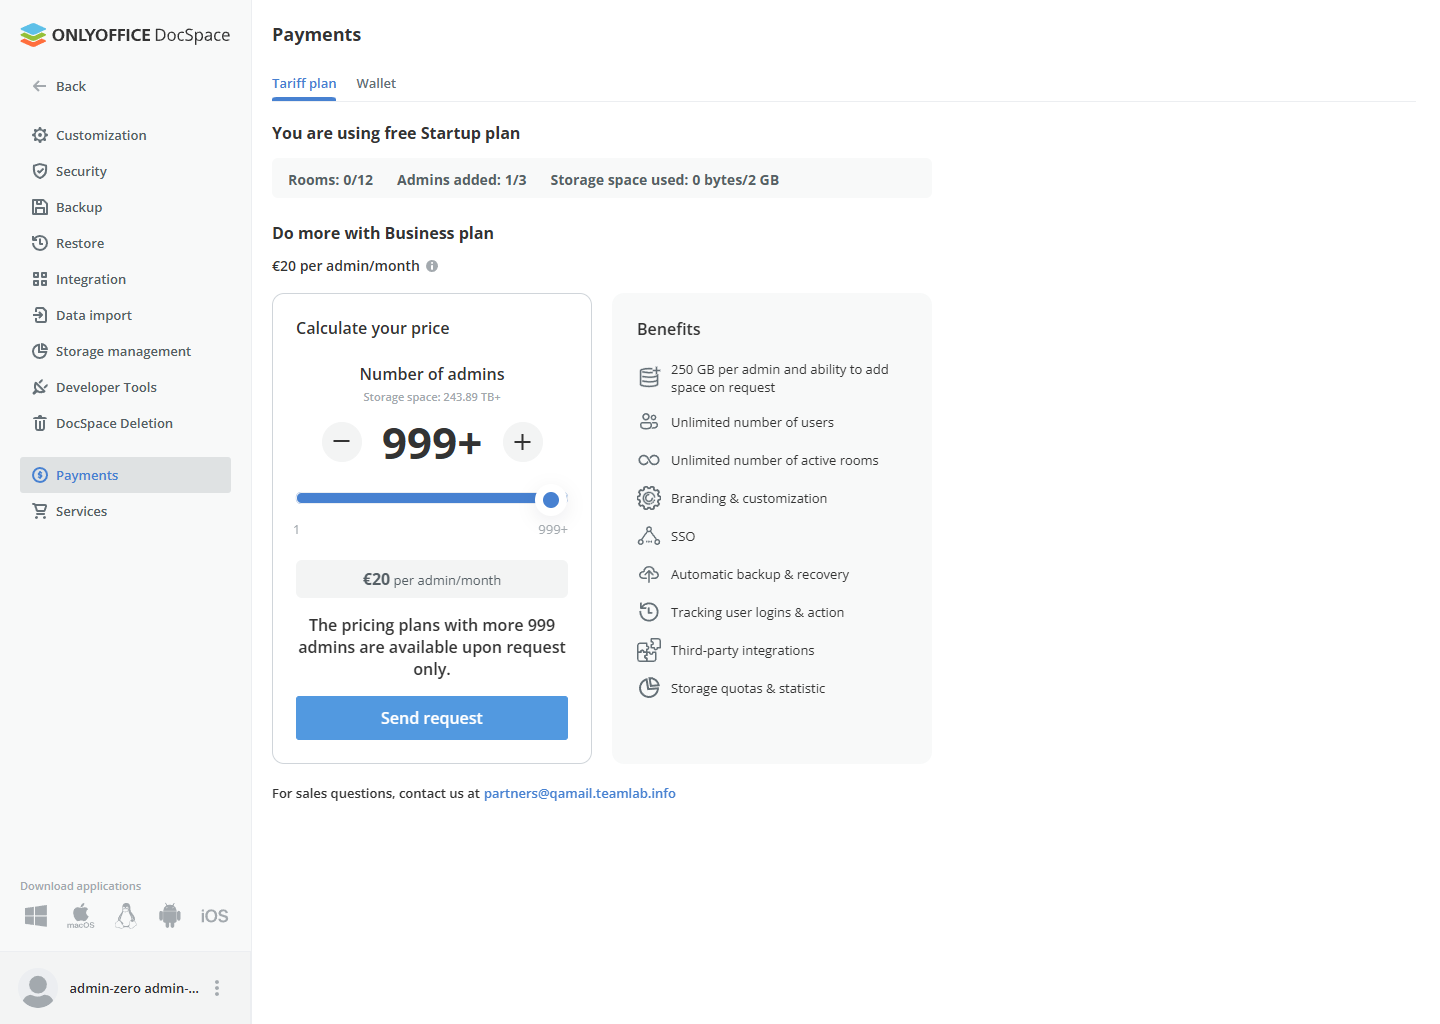 ONLYOFFICE DocSpace
Back
Customization
Security
Backup
Restore
Integration
Data import
Storage management
Developer Tools
DocSpace Deletion
Payments
Services
Download applications
macOS
iOS
admin-zero admin-...
Payments
Tariff plan Wallet
You are using free Startup plan
Rooms: 0/12 Admins added: 1/3 Storage space used: 0 bytes/2 GB
Do more with Business plan
€20 per admin/month
Calculate your price
Number of admins
Storage space: 243.89 TB+
999+
1 999+
€20 per admin/month
The pricing plans with more 999
admins are available upon request
only.
Send request
Benefits
250 GB per admin and ability to add
space on request
Unlimited number of users
Unlimited number of active rooms
Branding & customization
SSO
Automatic backup & recovery
Tracking user logins & action
Third-party integrations
Storage quotas & statistic
For sales questions, contact us at partners@qamail.teamlab.info